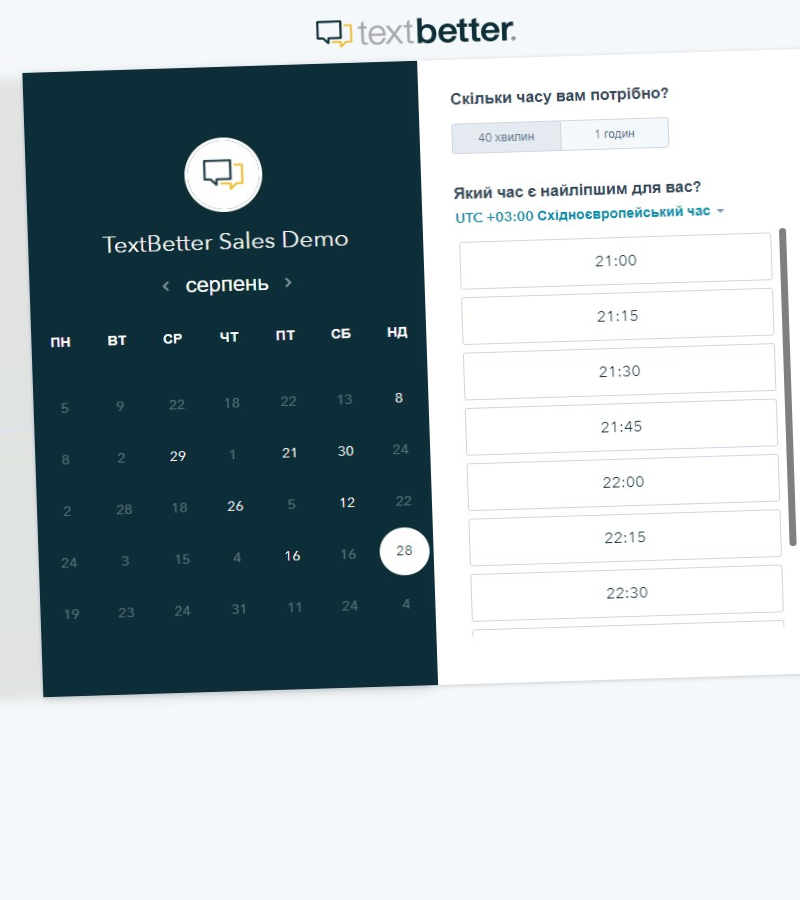 textbetter.
TextBetter Sales Demo
серпень
ПН ВТ СР ЧТ ПТ СБ НД
5 9 22 18 22 13 8
8 2 29 1 21 30 24
2 28 18 26 5 12 22
24 3 15 4 16 16 28
19 23 24 31 11 24 4
Скільки часу вам потрібно?
40 хвилин 1 годин
Який час є найліпшим для вас?
UTC +03:00 Східноєвропейський час
21:00
21:15
21:30
21:45
22:00
22:15
22:30